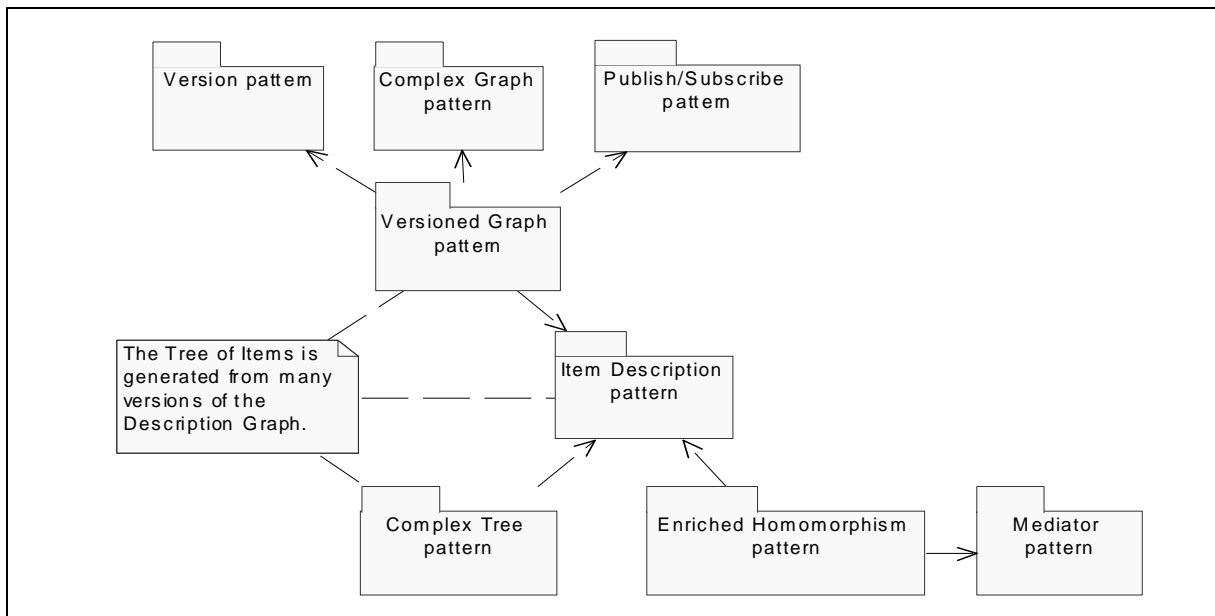 Version pattern
Complex Graph
pattern
Publish/Subscribe
pattern
Versioned Graph
pattern
The Tree of Items is
generated from many
versions of the
Description Graph.
Item Description
pattern
Complex Tree
pattern
Enriched Homomorphism
pattern
Mediator
pattern